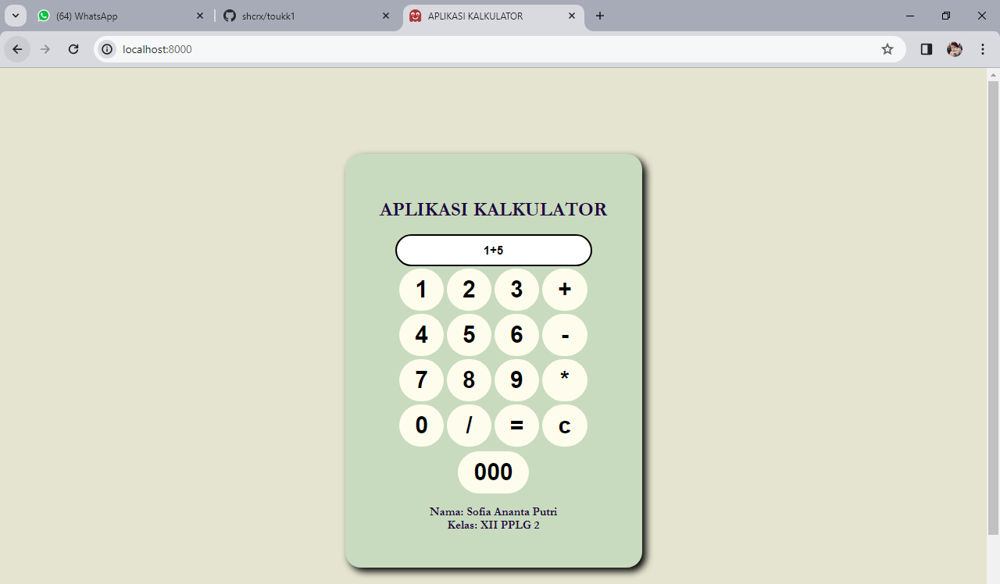 (64) WhatsApp
shcrx/toukk1
APLIKASI KALKULATOR
localhost:8000
APLIKASI KALKULATOR
1+5
1 2 3 +
4 5 6 -
7 8 9 *
0 / = c
000
Nama: Sofia Ananta Putri
Kelas: XII PPLG 2